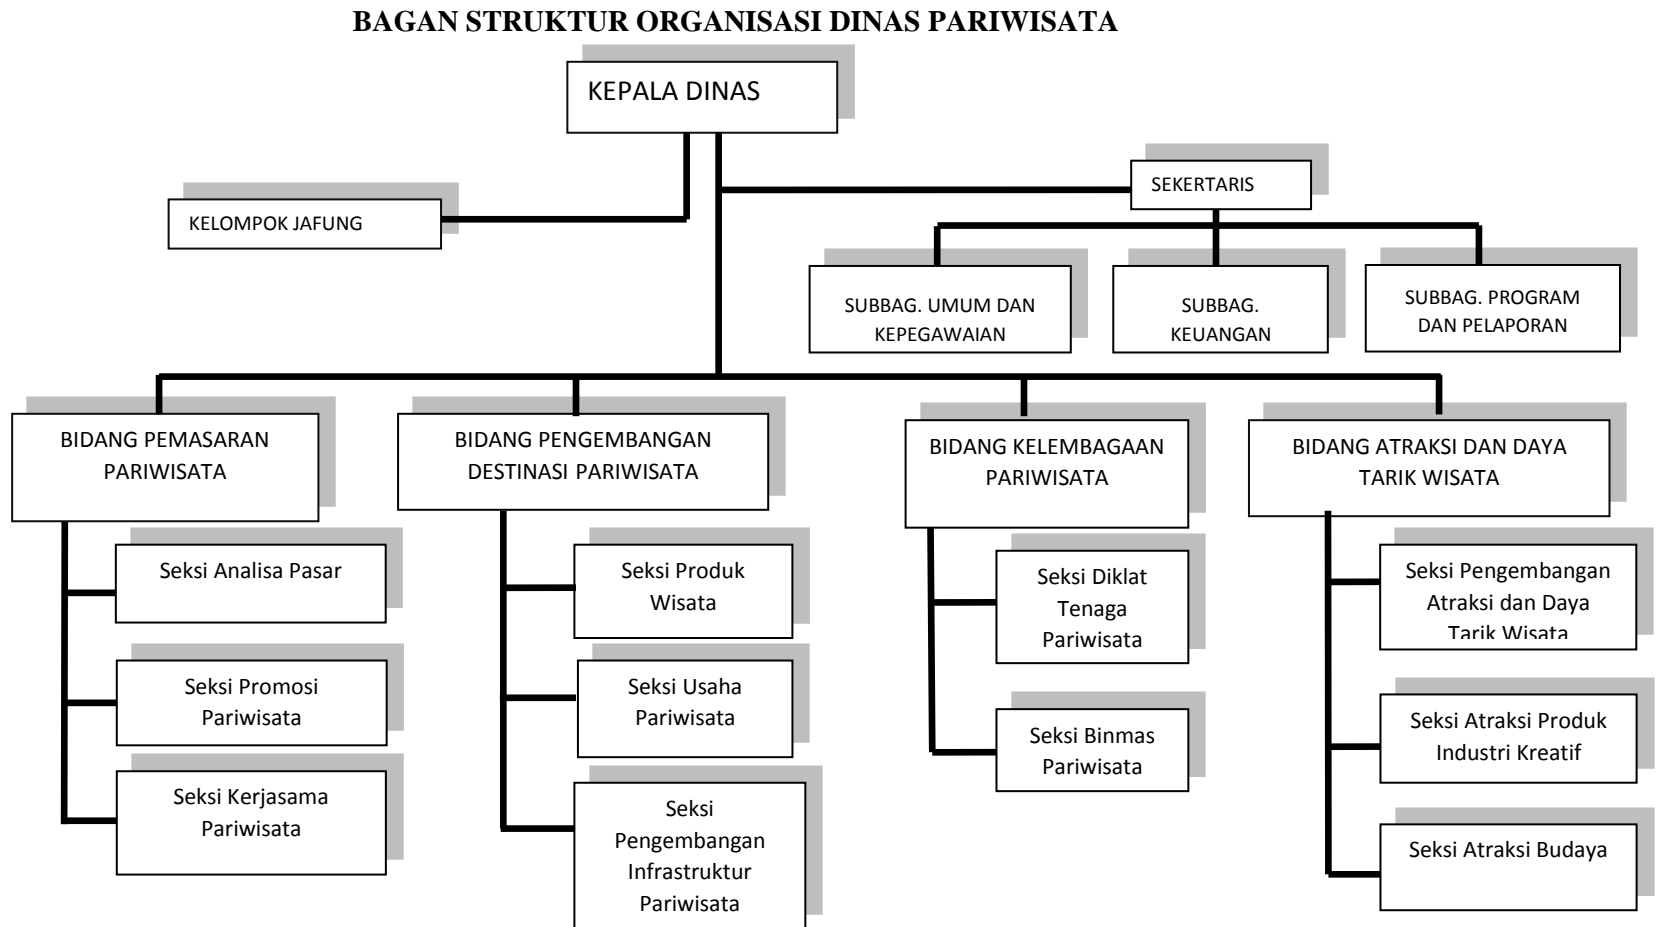 BAGAN STRUKTUR ORGANISASI DINAS PARIWISATA
KEPALA DINAS
SEKERTARIS
KELOMPOK JAFUNG
SUBBAG. UMUM DAN
KEPEGAWAIAN
SUBBAG.
KEUANGAN
SUBBAG. PROGRAM
DAN PELAPORAN
BIDANG PEMASARAN
PARIWISATA
BIDANG PENGEMBANGAN
DESTINASI PARIWISATA
BIDANG KELEMBAGAAN
PARIWISATA
BIDANG ATRAKSI DAN DAYA
TARIK WISATA
Seksi Analisa Pasar
Seksi Promosi
Pariwisata
Seksi Kerjasama
Pariwisata
Seksi Produk
Wisata
Seksi Usaha
Pariwisata
Seksi
Pengembangan
Infrastruktur
Pariwisata
Seksi Diklat
Tenaga
Pariwisata
Seksi Binmas
Pariwisata
Seksi Pengembangan
Atraksi dan Daya
Tarik Wisata
Seksi Atraksi Produk
Industri Kreatif
Seksi Atraksi Budaya